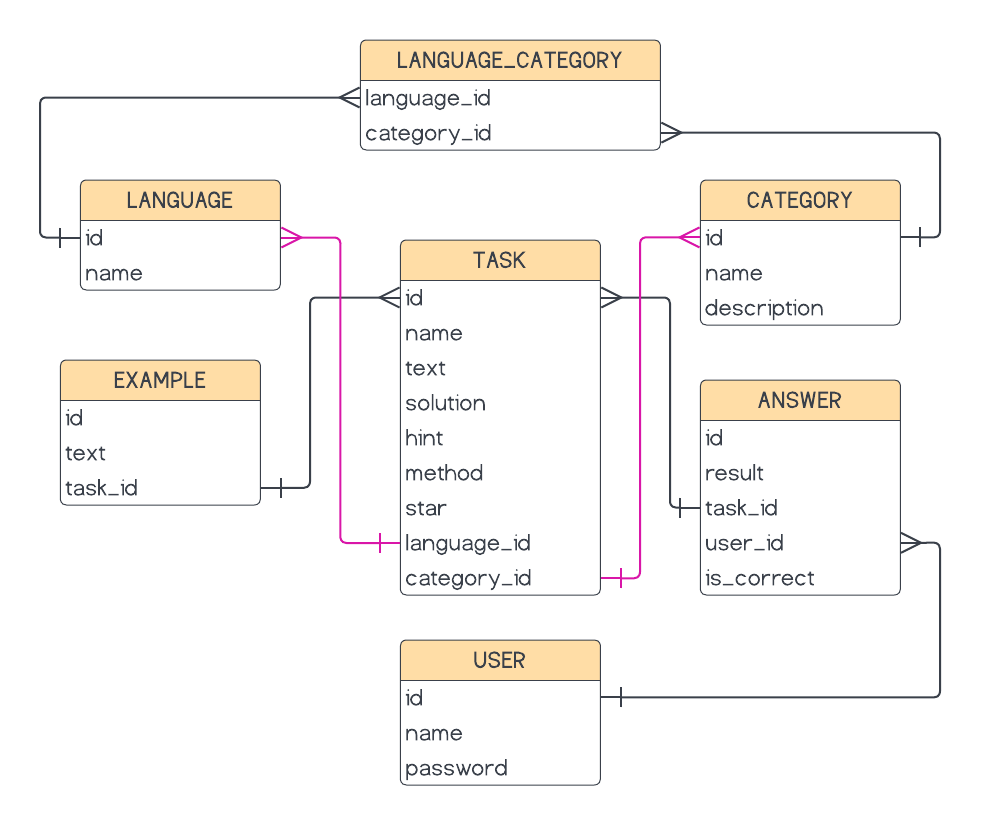 LANGUAGE_CATEGORY
language_id
category_id
LANGUAGE
id
name
CATEGORY
id
name
description
TASK
id
name
text
solution
hint
method
star
language_id
category_id
EXAMPLE
id
text
task_id
ANSWER
id
result
task_id
user_id
is_correct
USER
id
name
password